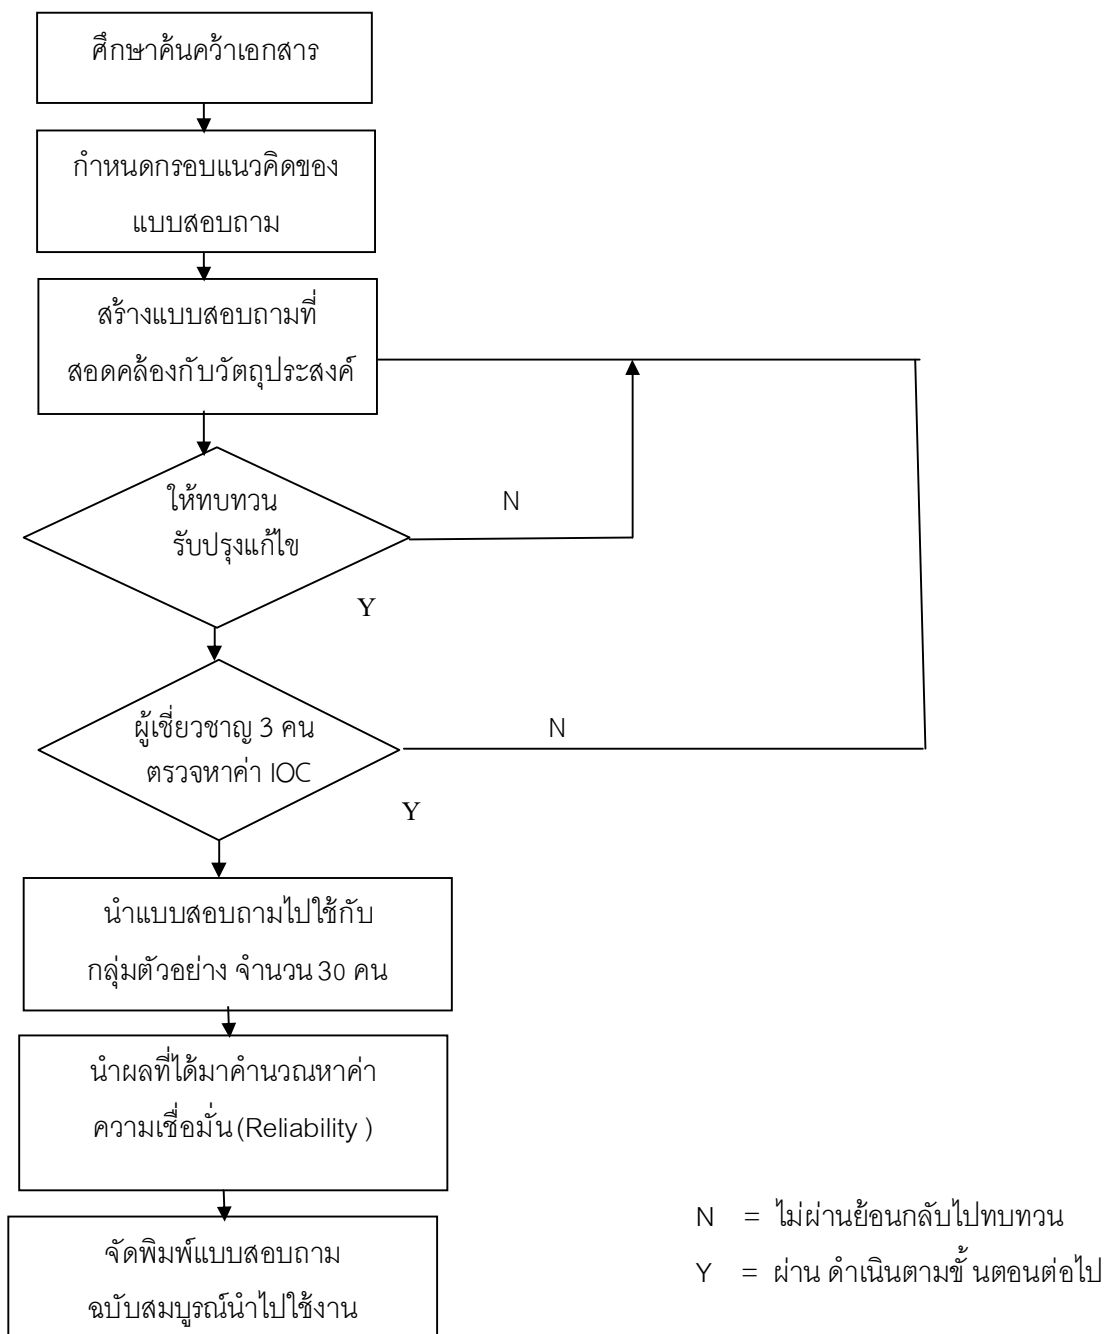 ศึกษาค้นคว้าเอกสาร
กำหนดกรอบแนวคิดของ
แบบสอบถาม
สร้างแบบสอบถามที่
สอดคล้องกับวัตถุประสงค์
ให้ทบทวน
รับปรุงแก้ไข
N
Y
ผู้เชี่ยวชาญ 3 คน
ตรวจหาค่า IOC
N
Y
นำแบบสอบถามไปใช้กับ
กลุ่มตัวอย่าง จำนวน 30 คน
นำผลที่ได้มาคำนวณหาค่า
ความเชื่อมั่น (Reliability )
จัดพิมพ์แบบสอบถาม
ฉบับสมบูรณ์นำไปใช้งาน
N = ไม่ผ่านย้อนกลับไปทบทวน
Y = ผ่าน ดำเนินตามขั้ นตอนต่อไป